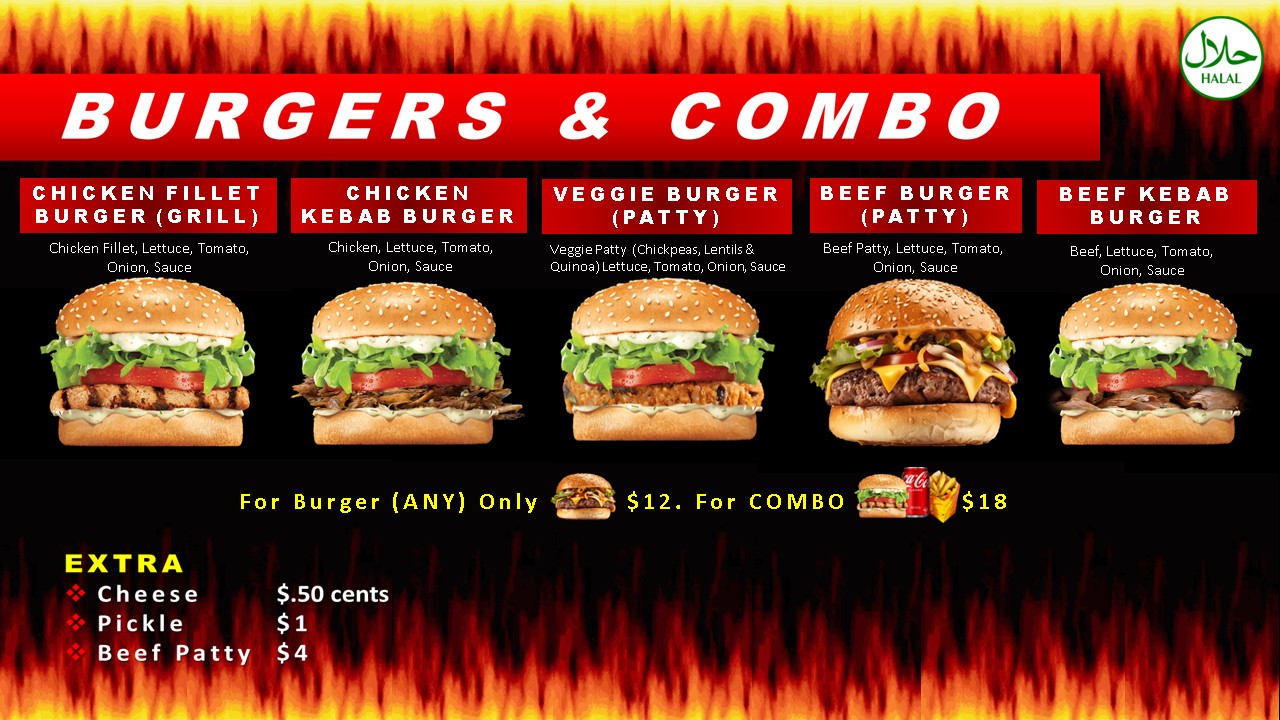 حلال
HALAL
BURGERS & COMBO
CHICKEN FILLET
BURGER (GRILL)
Chicken Fillet, Lettuce, Tomato,
Onion, Sauce
CHICKEN
KEBAB BURGER
Chicken, Lettuce, Tomato,
Onion, Sauce
VEGGIE BURGER
(PATTY)
Veggie Patty (Chickpeas, Lentils &
Quinoa) Lettuce, Tomato, Onion, Sauce
BEEF BURGER
(PATTY)
Beef Patty, Lettuce, Tomato,
Onion, Sauce
BEEF KEBAB
BURGER
Beef, Lettuce, Tomato,
Onion, Sauce
For Burger (ANY) Only $12. For COMBO $18
EXTRA
Cheese $.50 cents
Pickle $1
Beef Patty $4